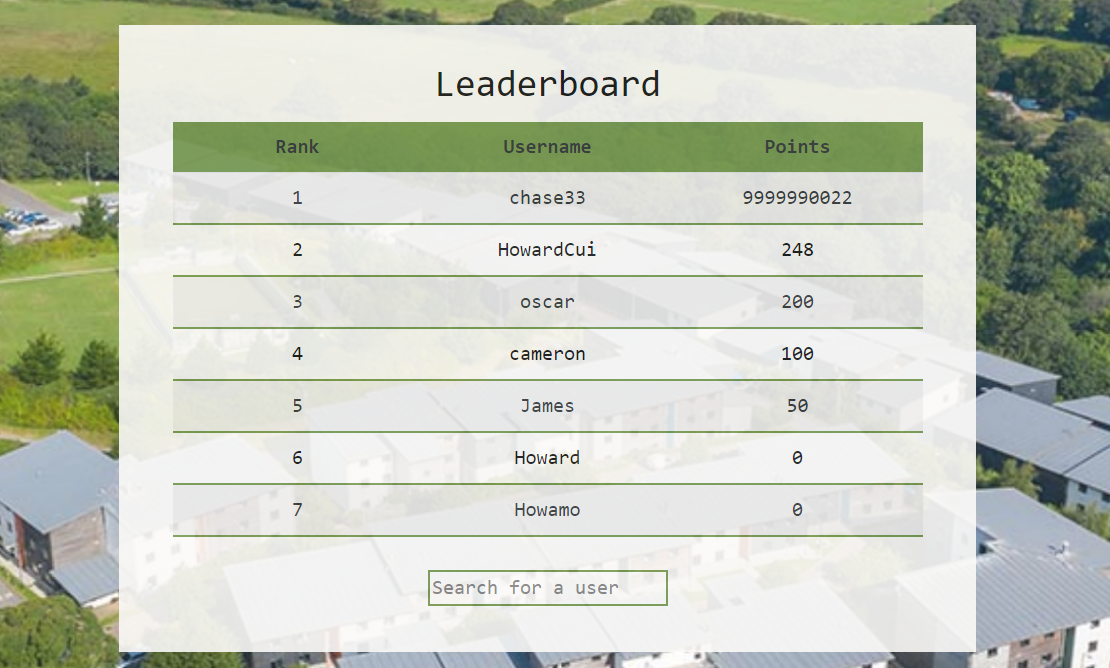 Leaderboard
Rank Username Points
1 chase33 9999990022
2 HowardCui 248
3 oscar 200
4 cameron 100
5 James 50
6 Howard 0
7 Howamo 0
Search for a user